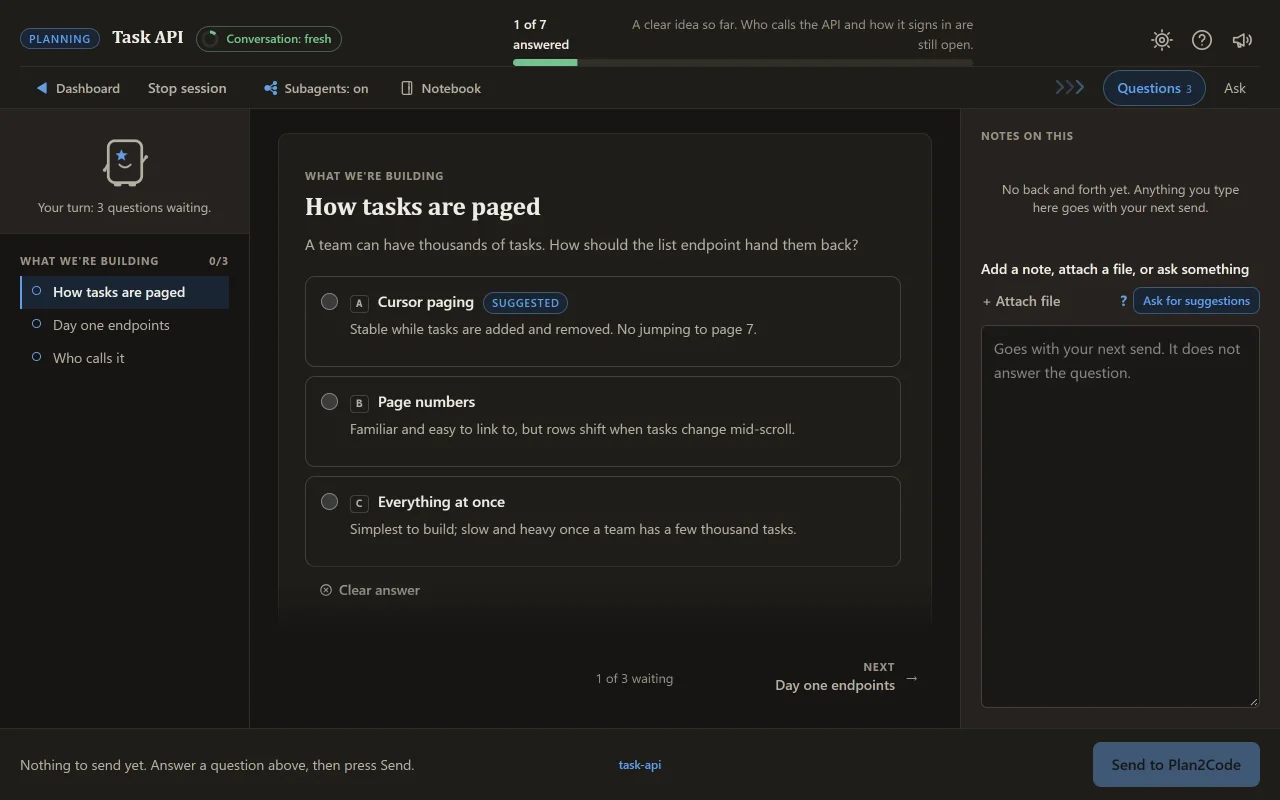 PLANNING
Task API
Conversation: fresh
1 of 7
answered
A clear idea so far. Who calls the API and how it signs in are
still open.
Dashboard
Stop session
Subagents: on
Notebook
Questions 3
Ask
Your turn: 3 questions waiting.
WHAT WE'RE BUILDING 0/3
How tasks are paged
Day one endpoints
Who calls it
WHAT WE'RE BUILDING
How tasks are paged
A team can have thousands of tasks. How should the list endpoint hand them back?
A Cursor paging SUGGESTED
Stable while tasks are added and removed. No jumping to page 7.
B Page numbers
Familiar and easy to link to, but rows shift when tasks change mid-scroll.
C Everything at once
Simplest to build; slow and heavy once a team has a few thousand tasks.
Clear answer
1 of 3 waiting
NEXT
Day one endpoints →
NOTES ON THIS
No back and forth yet. Anything you type
here goes with your next send.
Add a note, attach a file, or ask something
+ Attach file
? Ask for suggestions
Goes with your next send. It does not
answer the question.
Nothing to send yet. Answer a question above, then press Send.
task-api
Send to Plan2Code